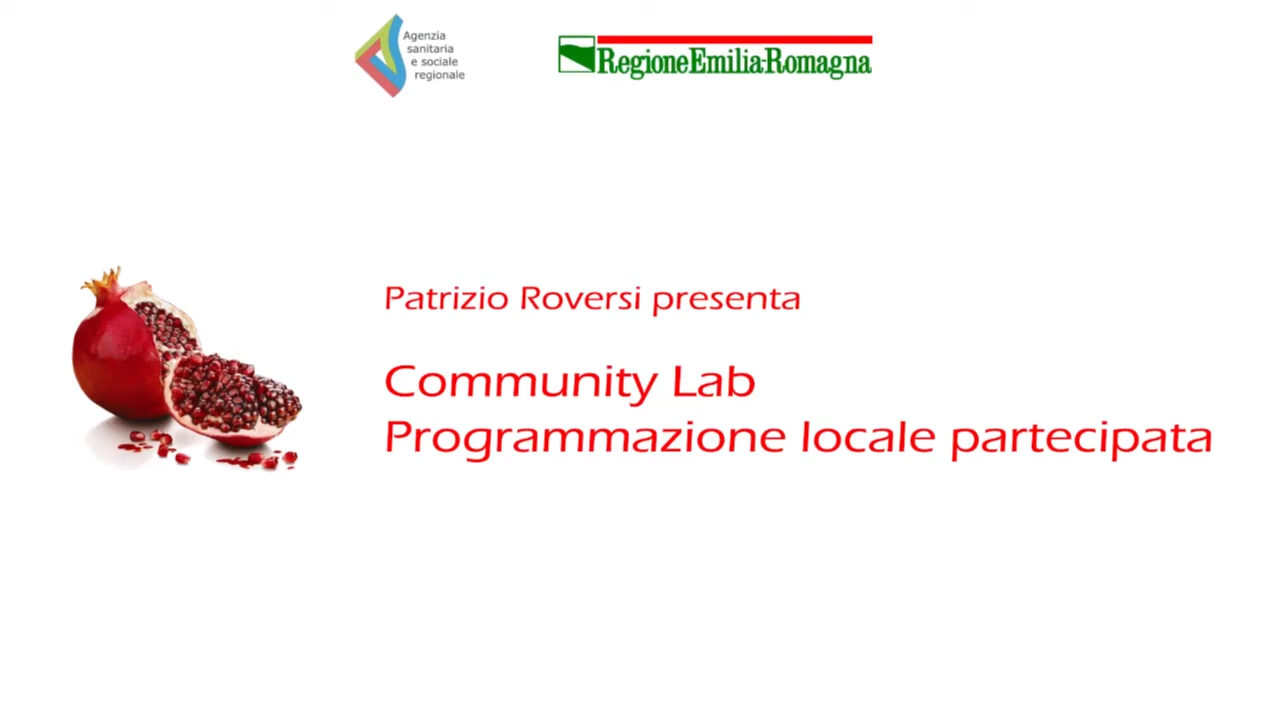 Agenzia
sanitaria
e sociale
regionale
RegioneEmilia-Romagna
Patrizio Roversi presenta
Community Lab
Programmazione locale partecipata